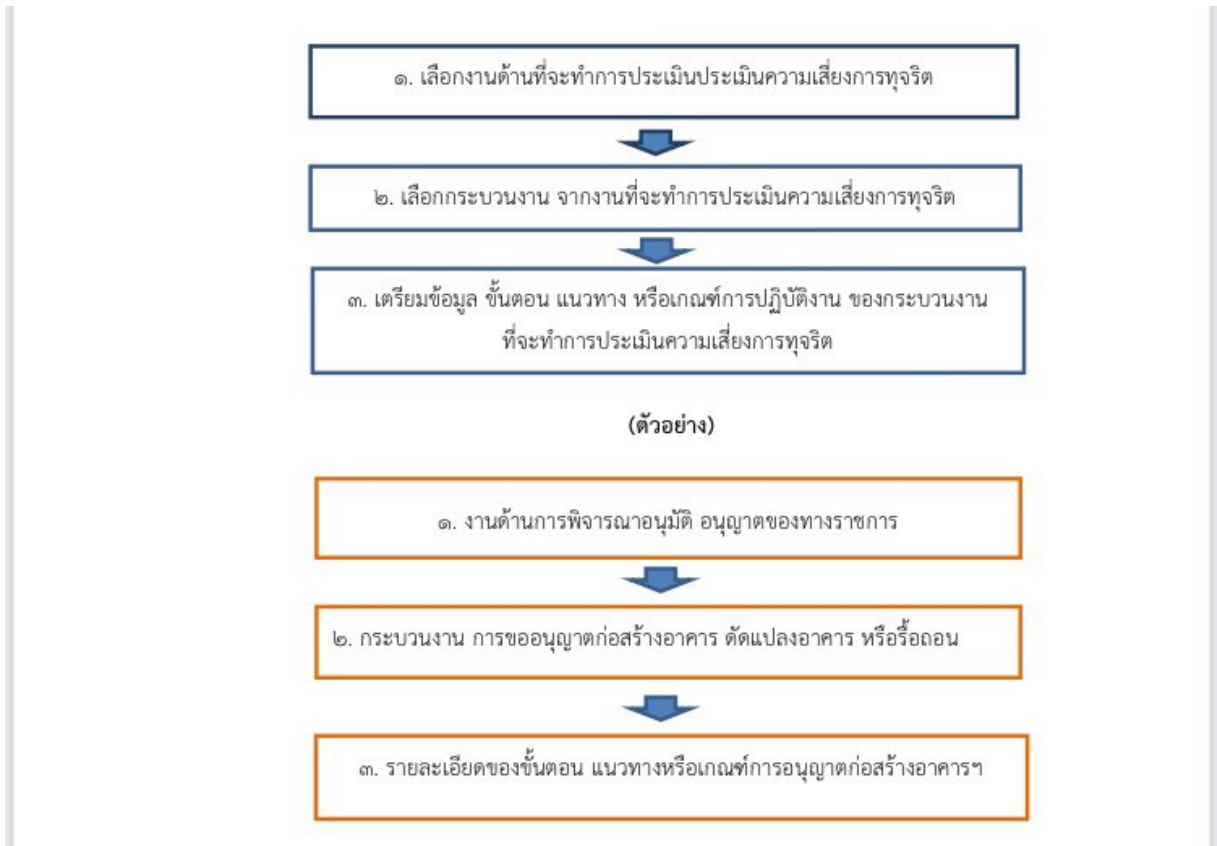 ๑. เลือกงานด้านที่จะทำการประเมินประเมินความเสี่ยงการทุจริต
๒. เลือกกระบวนงาน จากงานที่จะทำการประเมินความเสี่ยงการทุจริต
๓. เตรียมข้อมูล ขั้นตอน แนวทาง หรือเกณฑ์การปฏิบัติงาน ของกระบวนงาน
ที่จะทำการประเมินความเสี่ยงการทุจริต
(ตัวอย่าง)
๑. งานด้านการพิจารณาอนุมัติ อนุญาตของทางราชการ
๒. กระบวนงาน การขออนุญาตก่อสร้างอาคาร ดัดแปลงอาคาร หรือรื้อถอน
๓. รายละเอียดของขั้นตอน แนวทางหรือเกณฑ์การอนุญาตก่อสร้างอาคารฯ